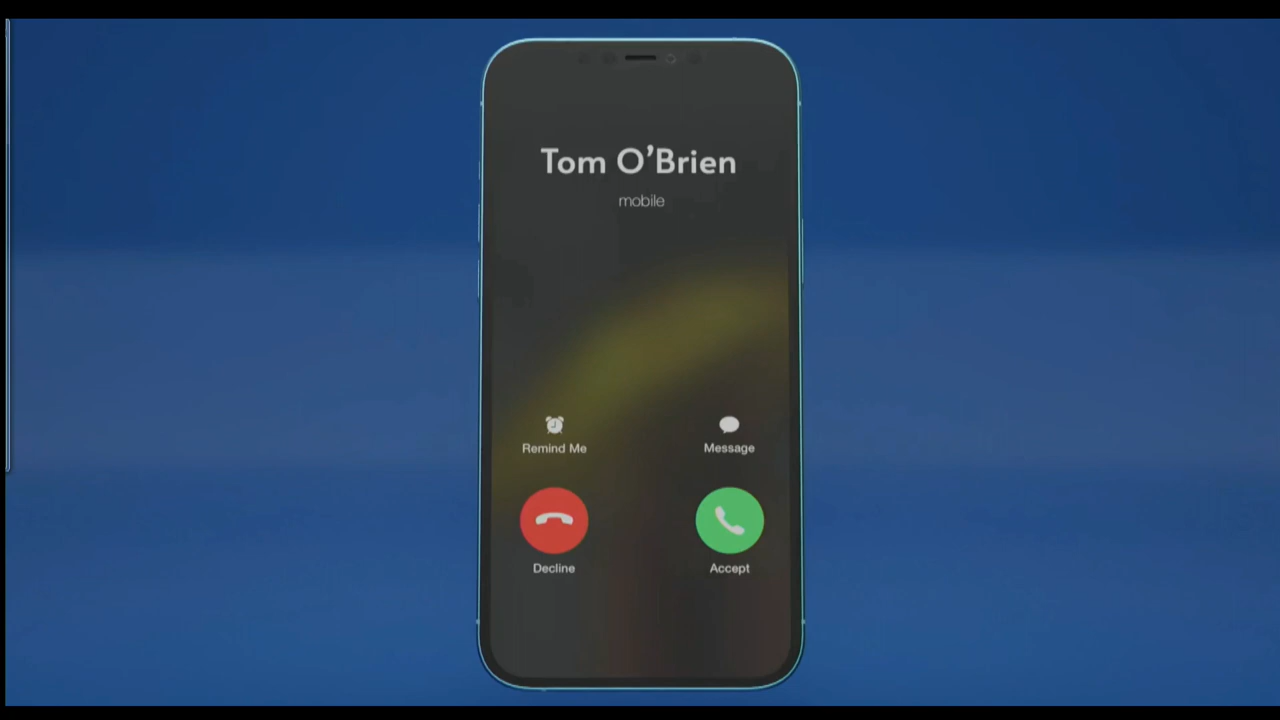 Tom O’Brien
mobile
Remind Me
Message
Decline
Accept